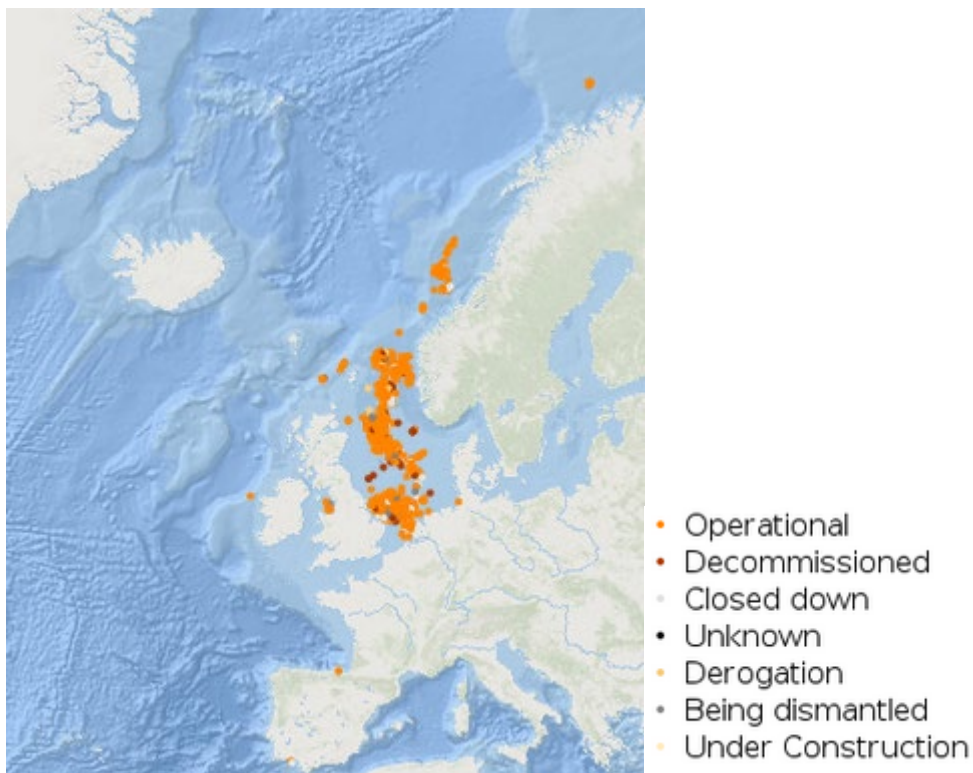 Operational
Decommissioned
Closed down
Unknown
Derogation
Being dismantled
Under Construction